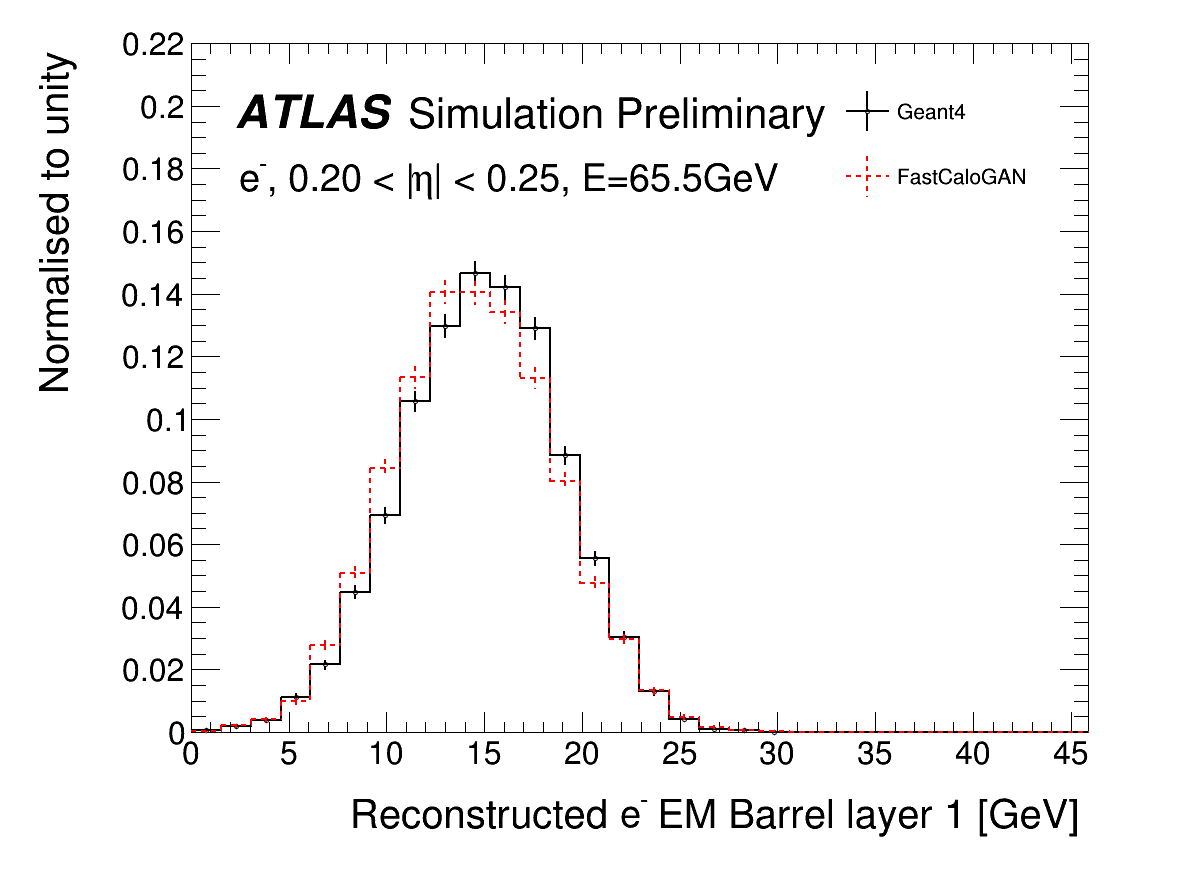 ATLAS Simulation Preliminary
e-, 0.20 < |η| < 0.25, E=65.5GeV
Geant4
FastCaloGAN
Normalised to unity
0.22
0.2
0.18
0.16
0.14
0.12
0.1
0.08
0.06
0.04
0.02
0
0 5 10 15 20 25 30 35 40 45
Reconstructed e- EM Barrel layer 1 [GeV]